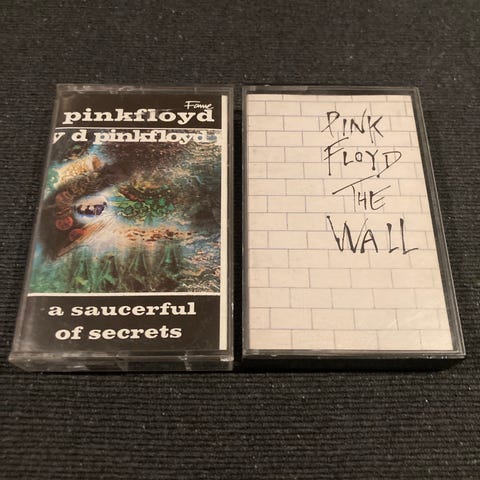 Fame
pinkfloyd
y d pinkfloyd
a saucerful
of secrets
PINK
FLOYD
THE
WALL